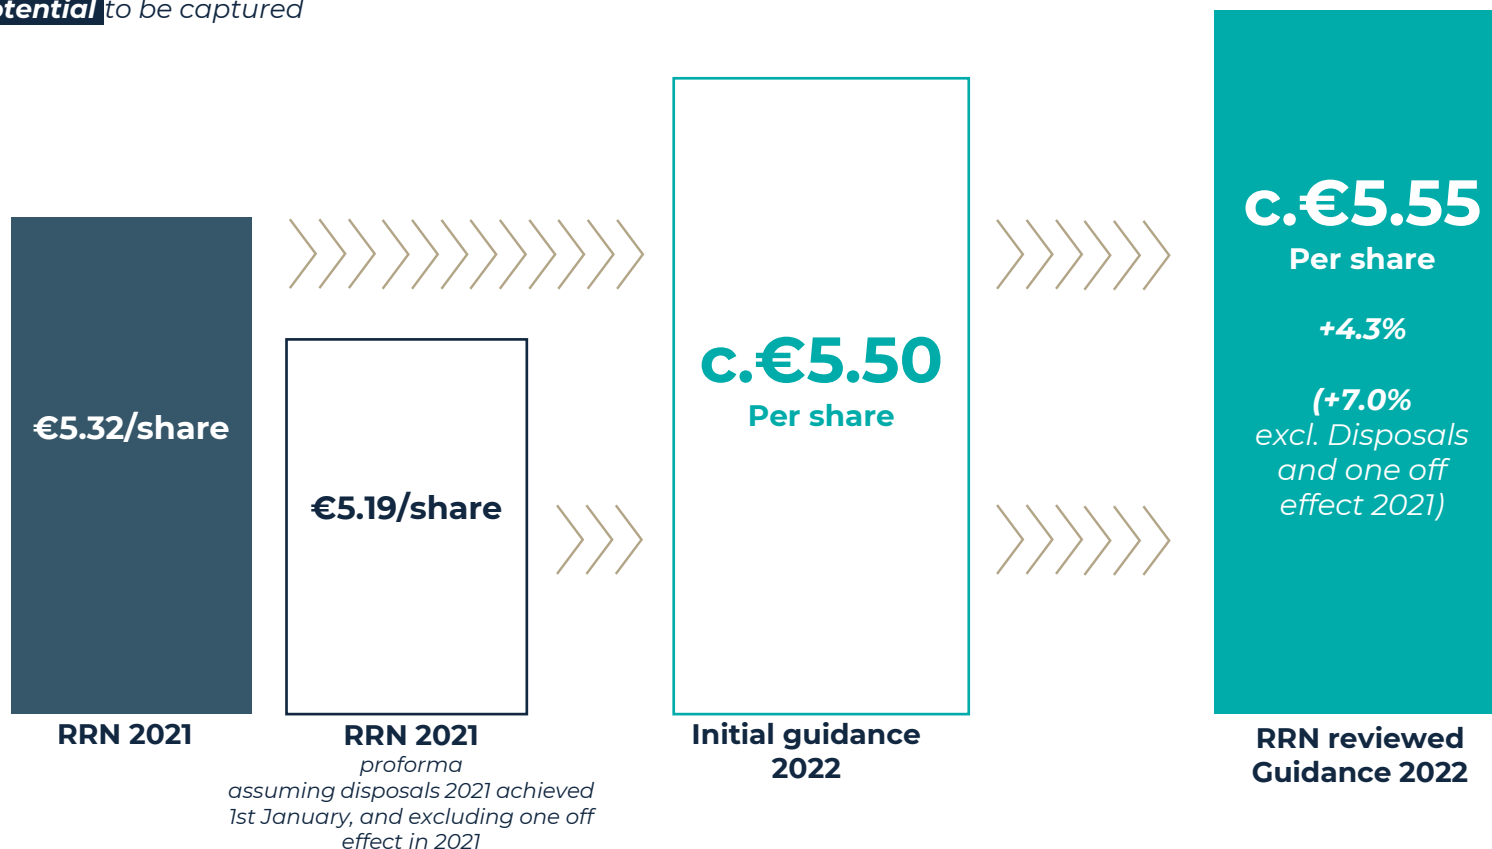 to be captured
€5.32/share
RRN 2021
€5.19/share
RRN 2021
proforma
assuming disposals 2021 achieved
1st January, and excluding one off
effect in 2021
c.€5.50
Per share
Initial guidance
2022
c.€5.55
Per share
+4.3%
(+7.0%
excl. Disposals
and one off
effect 2021)
RRN reviewed
Guidance 2022